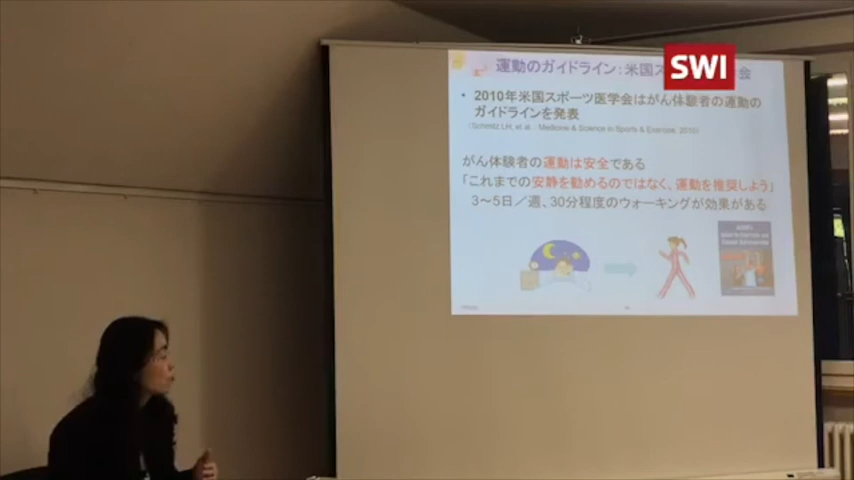 運動のガイドライン：米国ス
会
SWI
• 2010年米国スポーツ医学会はがん体験者の運動の
ガイドラインを発表
(Schmitz LH, et al., Medicine & Science in Sports & Exercise, 2010)
がん体験者の運動は安全である
「これまでの安静を勧めるのではなく、運動を推奨しよう」
3〜5日／週、30分程度のウォーキングが効果がある